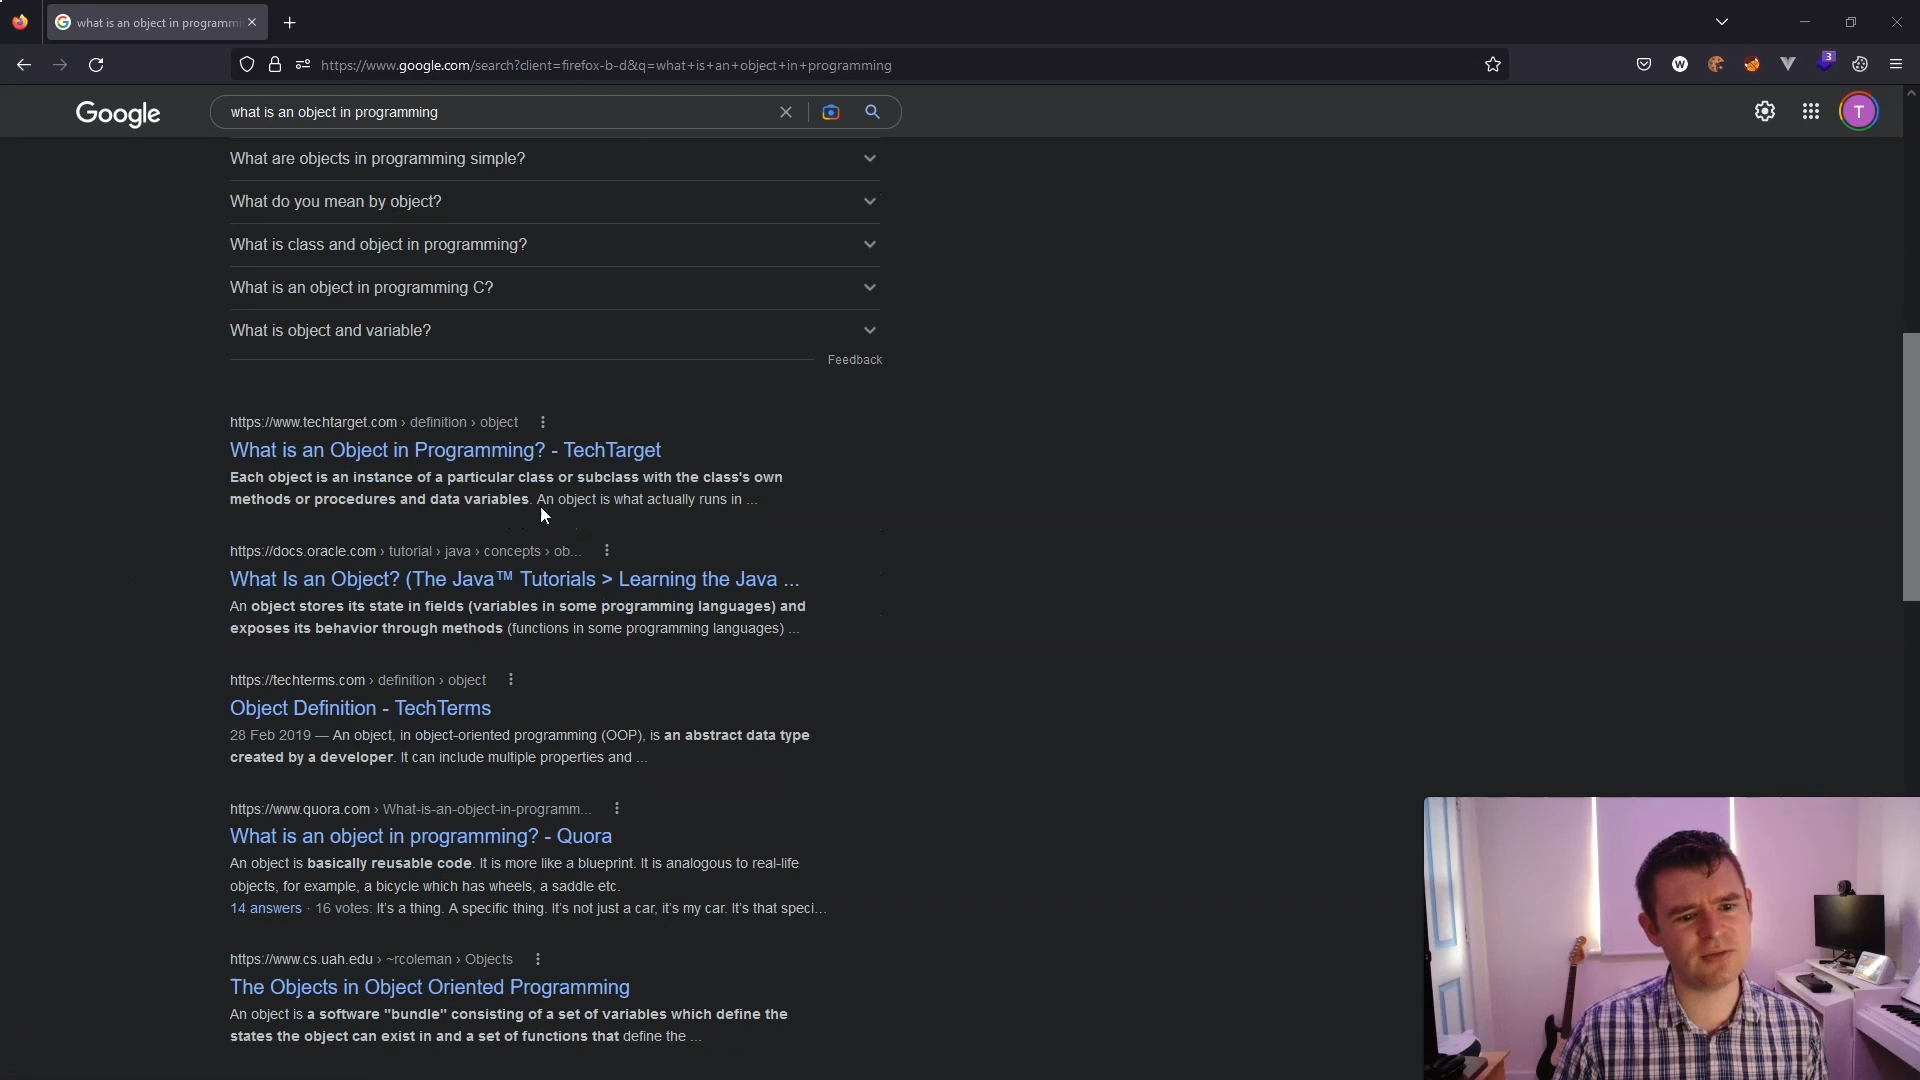 what is an object in programmi
https://www.google.com/search?client=firefox-b-d&q=what+is+an+object+in+programming
W
3
Google
what is an object in programming
T
What are objects in programming simple?
What do you mean by object?
What is class and object in programming?
What is an object in programming C?
What is object and variable?
Feedback
https://www.techtarget.com › definition › object
What is an Object in Programming? - TechTarget
Each object is an instance of a particular class or subclass with the class's own
methods or procedures and data variables. An object is what actually runs in ...
https://docs.oracle.com › tutorial › java › concepts › ob...
What Is an Object? (The Java™ Tutorials > Learning the Java ...
An object stores its state in fields (variables in some programming languages) and
exposes its behavior through methods (functions in some programming languages) ...
https://techterms.com › definition › object
Object Definition - TechTerms
28 Feb 2019 — An object, in object-oriented programming (OOP), is an abstract data type
created by a developer. It can include multiple properties and ...
https://www.quora.com › What-is-an-object-in-programm...
What is an object in programming? - Quora
An object is basically reusable code. It is more like a blueprint. It is analogous to real-life
objects, for example, a bicycle which has wheels, a saddle etc.
14 answers · 16 votes: It's a thing. A specific thing. It's not just a car, it's my car. It's that speci...
https://www.cs.uah.edu › ~rcoleman › Objects
The Objects in Object Oriented Programming
An object is a software "bundle" consisting of a set of variables which define the
states the object can exist in and a set of functions that define the ...